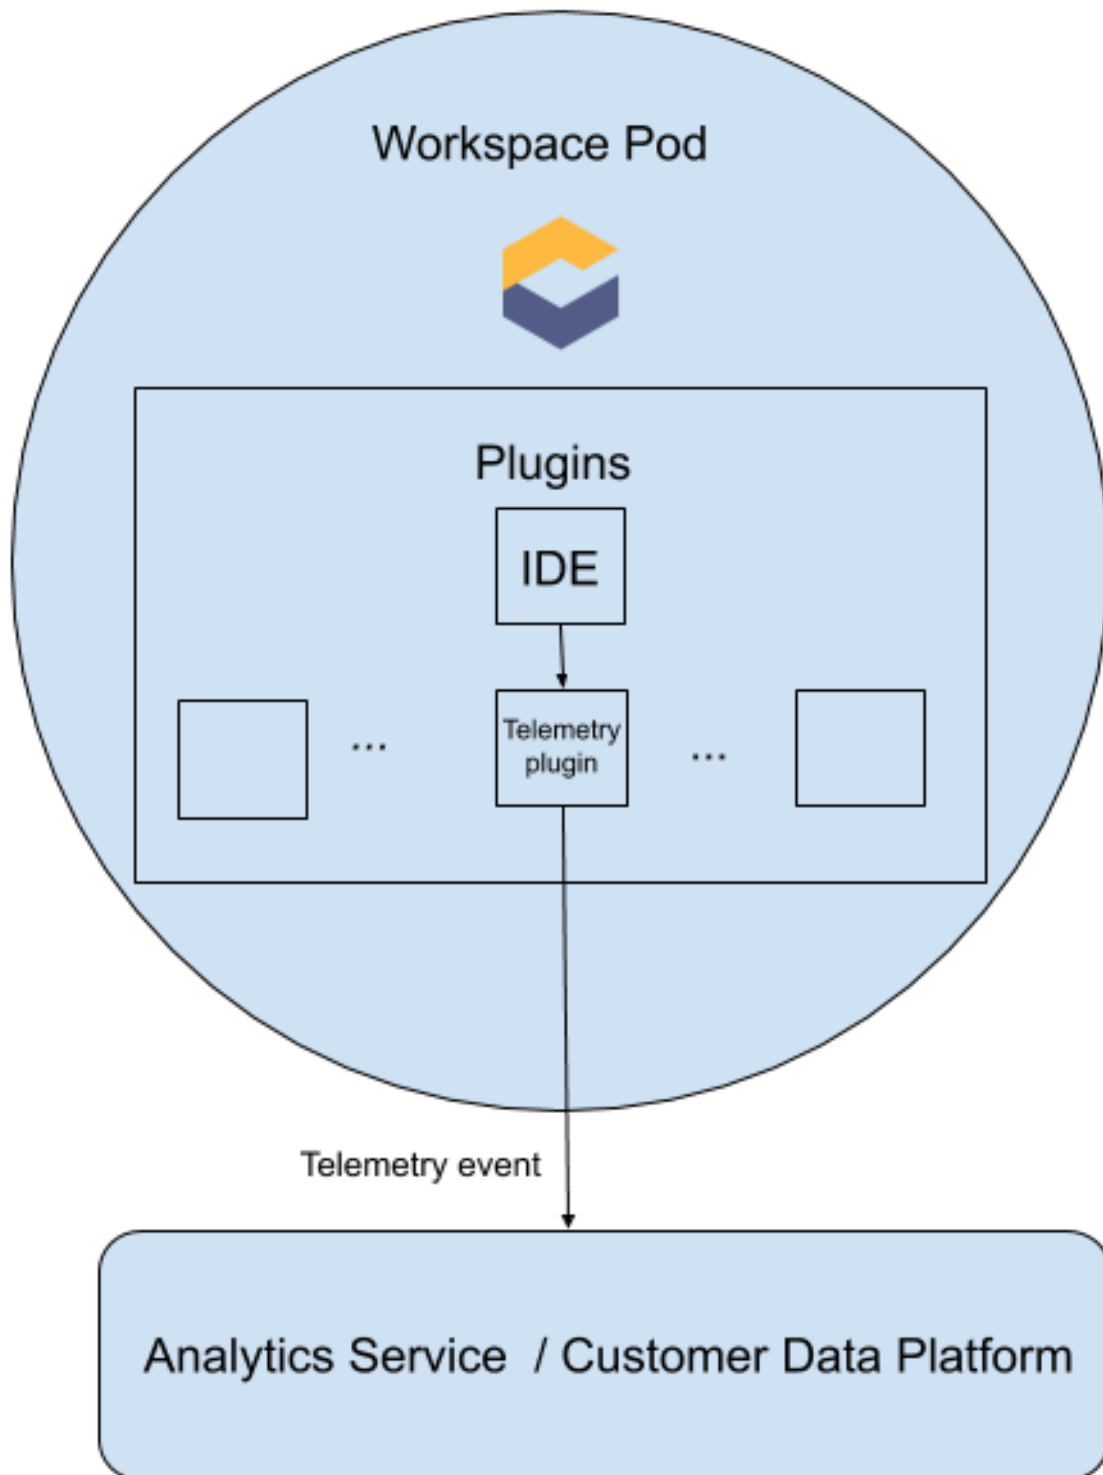 Workspace Pod
Plugins
IDE
...
Telemetry
plugin
...
Telemetry event
Analytics Service / Customer Data Platform